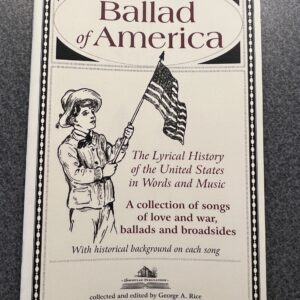 Ballad
of America
The Lyrical History
of the United States
in Words and Music
A collection of songs
of love and war,
ballads and broadsides
With historical background on each song
collected and edited by George A. Rice